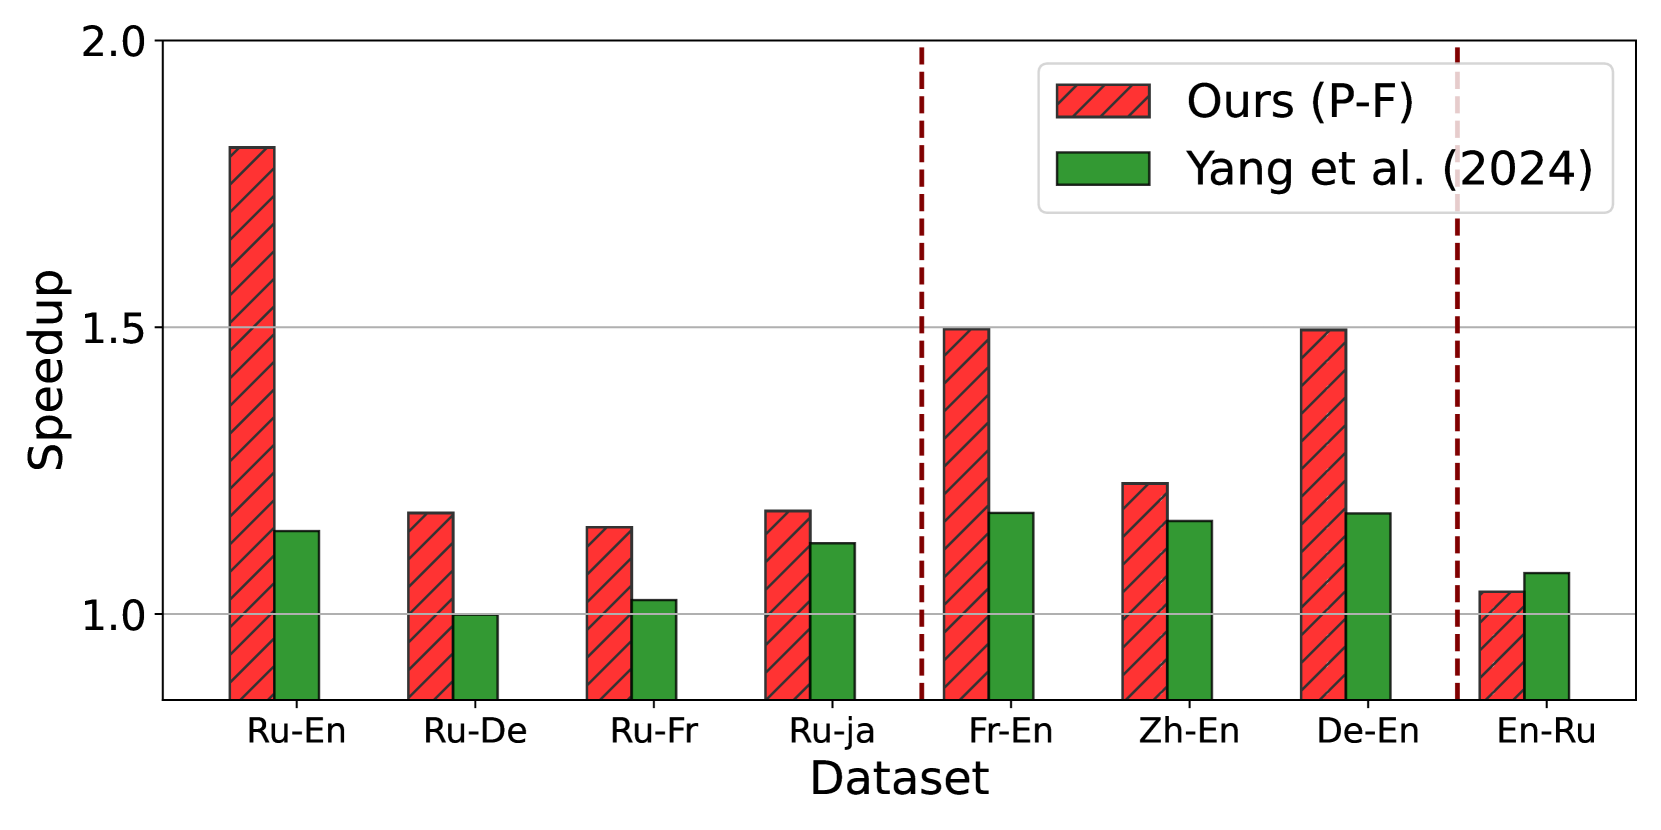 2.0
1.5
1.0
Speedup
Ours (P-F)
Yang et al. (2024)
Ru-En Ru-De Ru-Fr Ru-ja Fr-En Zh-En De-En En-Ru
Dataset